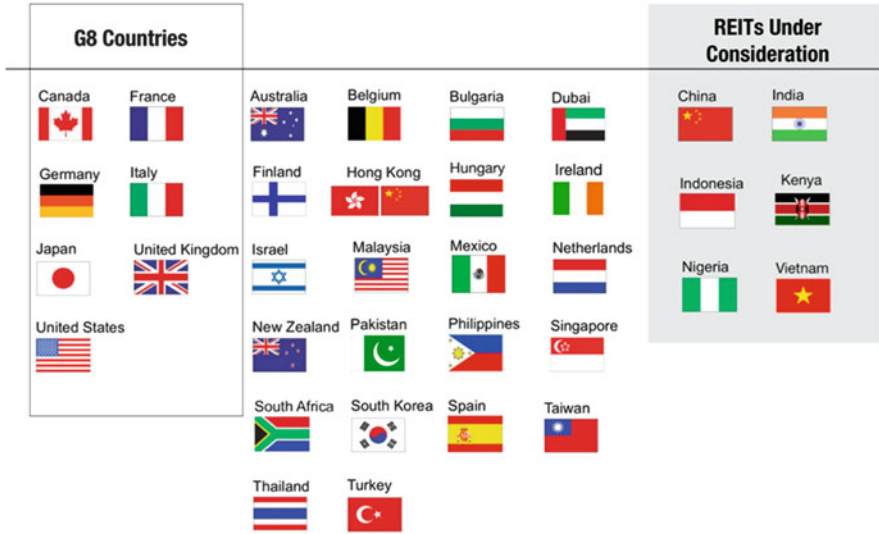 G8 Countries
REITs Under
Consideration
Canada France Australia Belgium Bulgaria Dubai China India
Germany Italy Finland Hong Kong Hungary Ireland Indonesia Kenya
Japan United Kingdom Israel Malaysia Mexico Netherlands Nigeria Vietnam
United States New Zealand Pakistan Philippines Singapore
South Africa South Korea Spain Taiwan
Thailand Turkey